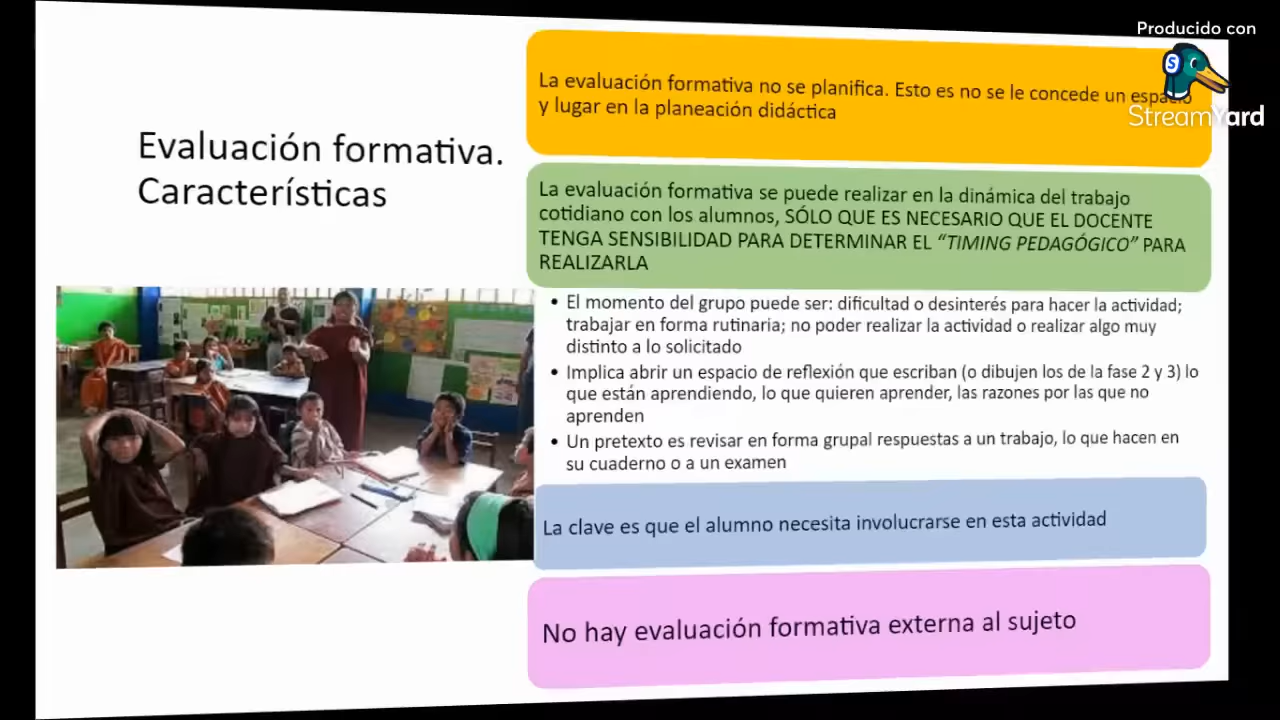 Producido con
StreamYard
Evaluación formativa.
Características
La evaluación formativa no se planifica. Esto es no se le concede un espacio
y lugar en la planeación didáctica
La evaluación formativa se puede realizar en la dinámica del trabajo
cotidiano con los alumnos, SÓLO QUE ES NECESARIO QUE EL DOCENTE
TENGA SENSIBILIDAD PARA DETERMINAR EL “TIMING PEDAGÓGICO” PARA
REALIZARLA
• El momento del grupo puede ser: dificultad o desinterés para hacer la actividad;
trabajar en forma rutinaria; no poder realizar la actividad o realizar algo muy
distinto a lo solicitado
• Implica abrir un espacio de reflexión que escriban (o dibujen los de la fase 2 y 3) lo
que están aprendiendo, lo que quieren aprender, las razones por las que no
aprenden
• Un pretexto es revisar en forma grupal respuestas a un trabajo, lo que hacen en
su cuaderno o a un examen
La clave es que el alumno necesita involucrarse en esta actividad
No hay evaluación formativa externa al sujeto